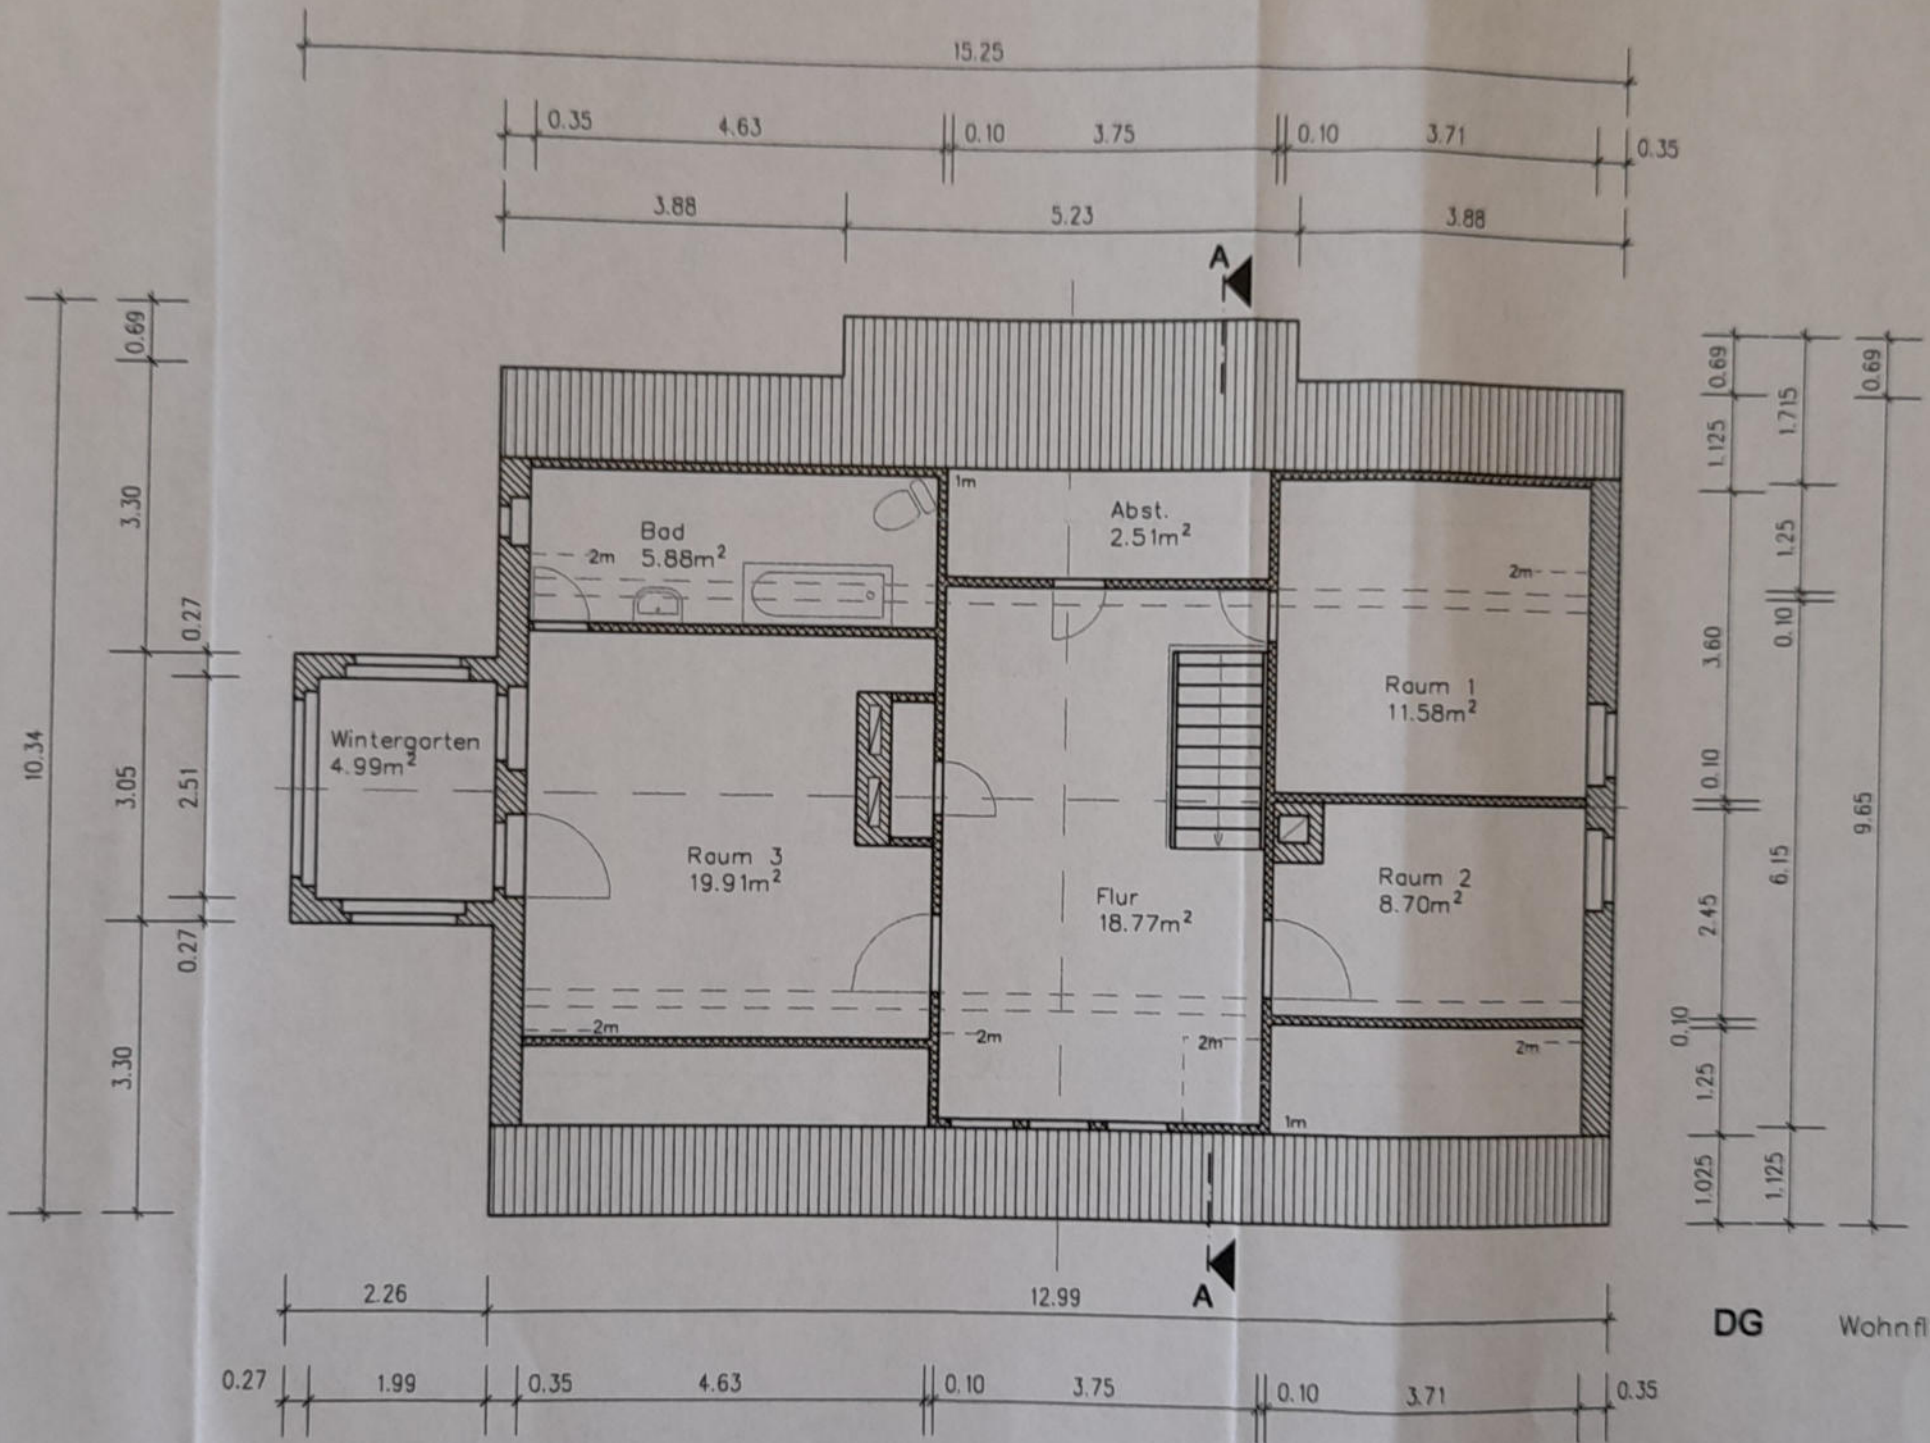 15.25
0.35 4.63 0.10 3.75 0.10 3.71 0.35
3.88 5.23 3.88
A
10.34
0.69
3.30
3.05
3.30
0.27
2.51
0.27
0.69
1.125
3.60
0.10
2.45
0.10
1.25
1.025
1.715
1.25
0.10
6.15
1.125
0.69
9.65
1m
Abst.
2.51m²
Bad
5.88m²
2m
2m
Raum 1
11.58m²
Wintergarten
4.99m²
Raum 3
19.91m²
Flur
18.77m²
Raum 2
8.70m²
2m
2m
2m
2m
1m
A
2.26 12.99
DG Wohnfl
0.27 1.99 0.35 4.63 0.10 3.75 0.10 3.71 0.35